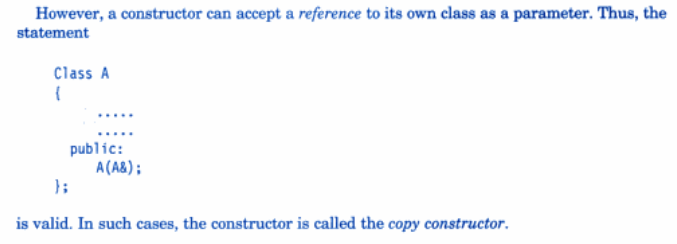 However, a constructor can accept a reference to its own class as a parameter. Thus, the
statement
Class A
{
.....
.....
public:
A(A&);
};
is valid. In such cases, the constructor is called the copy constructor.